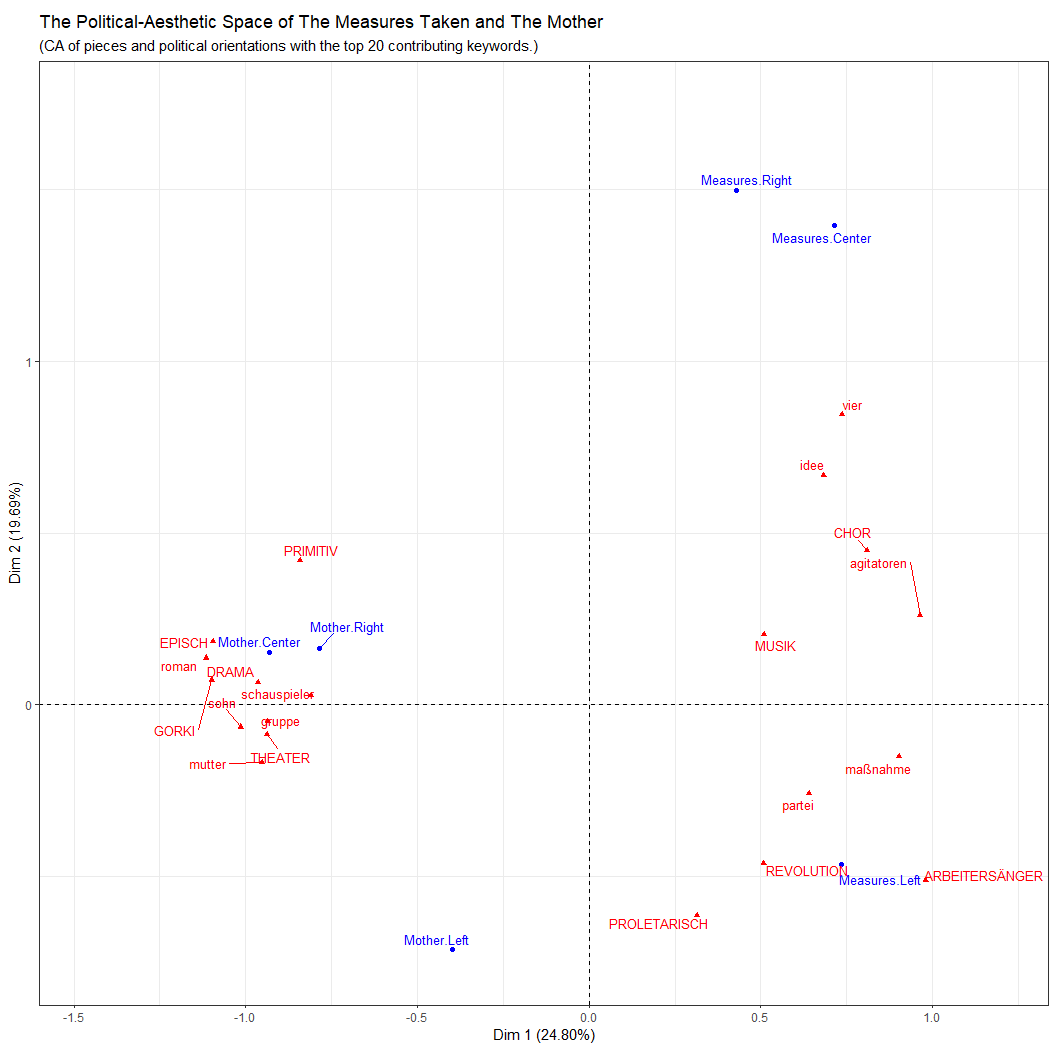 The Political-Aesthetic Space of The Measures Taken and The Mother
(CA of pieces and political orientations with the top 20 contributing keywords.)
Measures.Right
Measures.Center
1
vier
idee
CHOR
agitatoren
PRIMITIV
Mother.Right
EPISCH
Mother.Center
MUSIK
roman
DRAMA
schauspieler
sohn
0
gruppe
GORKI
THEATER
mutter
maßnahme
partei
REVOLUTION
ARBEITERSÄNGER
Measures.Left
PROLETARISCH
Mother.Left
-1.5
-1.0
-0.5
0.0
0.5
1.0
Dim 1 (24.80%)
Dim 2 (19.69%)